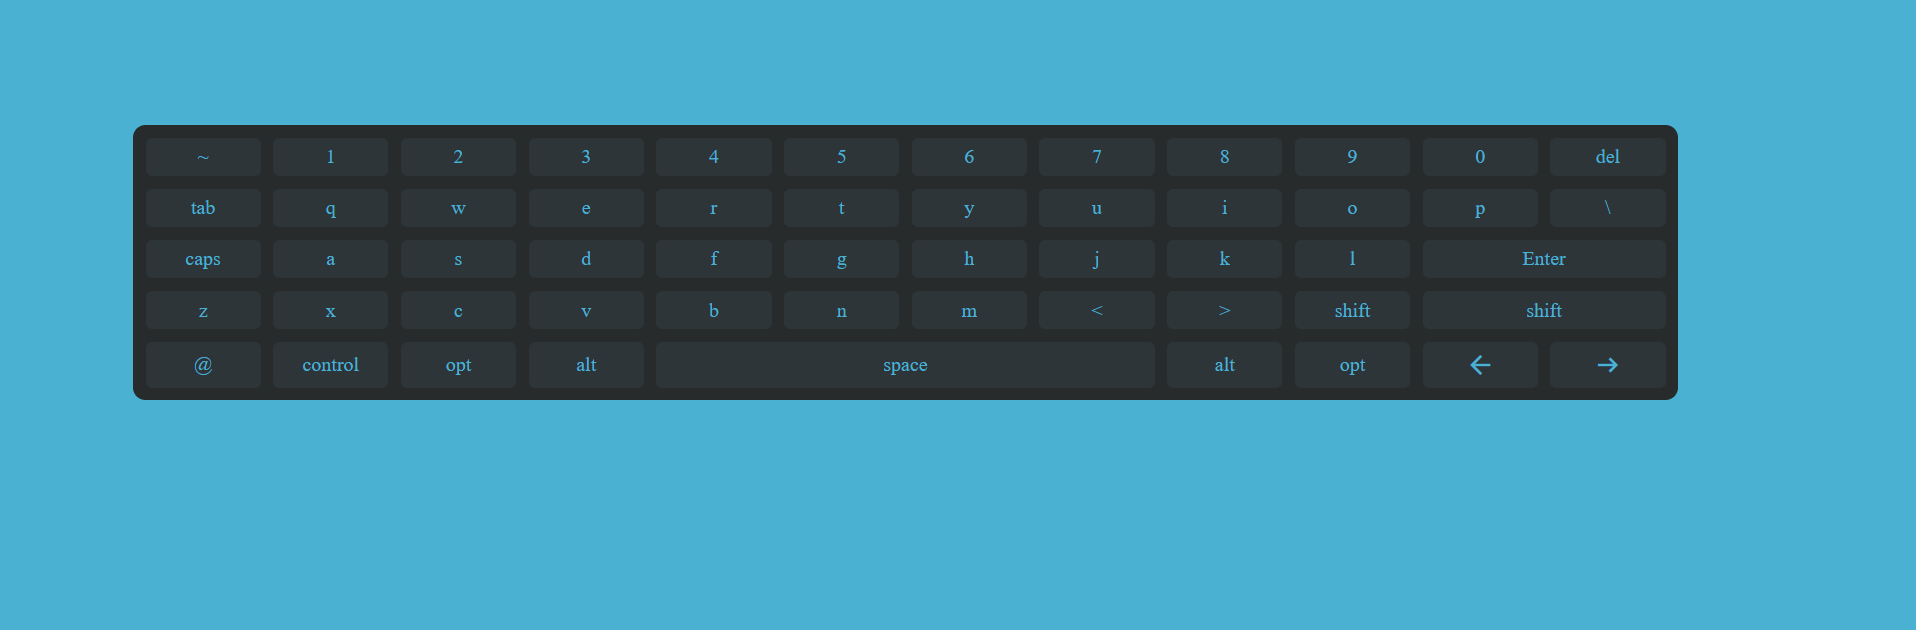 ~ 1 2 3 4 5 6 7 8 9 0 del
tab q w e r t y u i o p \
caps a s d f g h j k l Enter
z x c v b n m < > shift shift
@ control opt alt space alt opt ← →